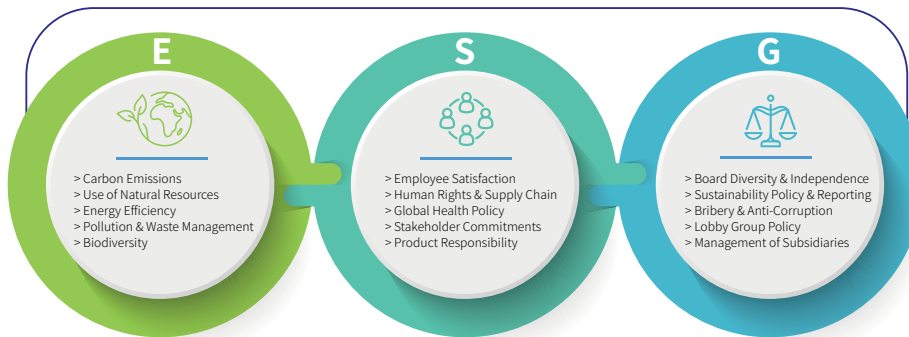 E
> Carbon Emissions
> Use of Natural Resources
> Energy Efficiency
> Pollution & Waste Management
> Biodiversity
S
> Employee Satisfaction
> Human Rights & Supply Chain
> Global Health Policy
> Stakeholder Commitments
> Product Responsibility
G
> Board Diversity & Independence
> Sustainability Policy & Reporting
> Bribery & Anti-Corruption
> Lobby Group Policy
> Management of Subsidiaries